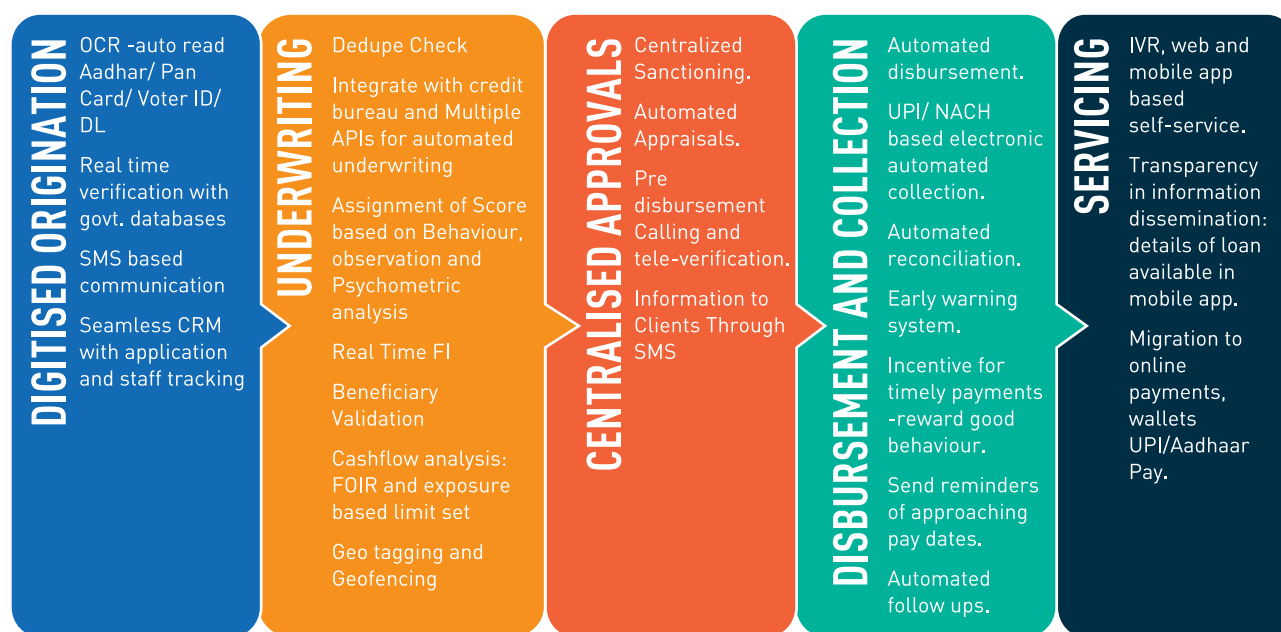 DIGITISED ORIGINATION
OCR -auto read
Aadhar/ Pan
Card/ Voter ID/
DL
Real time
verification with
govt. databases
SMS based
communication
Seamless CRM
with application
and staff tracking
UNDERWRITING
Dedupe Check
Integrate with credit
bureau and Multiple
APIs for automated
underwriting
Assignment of Score
based on Behaviour,
observation and
Psychometric
analysis
Real Time FI
Beneficiary
Validation
Cashflow analysis:
FOIR and exposure
based limit set
Geo tagging and
Geofencing
CENTRALISED APPROVALS
Centralized
Sanctioning.
Automated
Appraisals.
Pre
disbursement
Calling and
tele-verification.
Information to
Clients Through
SMS
DISBURSEMENT AND COLLECTION
Automated
disbursement.
UPI/ NACH
based electronic
automated
collection.
Automated
reconciliation.
Early warning
system.
Incentive for
timely payments
-reward good
behaviour.
Send reminders
of approaching
pay dates.
Automated
follow ups.
SERVICING
IVR, web and
mobile app
based
self-service.
Transparency
in information
dissemination:
details of loan
available in
mobile app.
Migration to
online
payments,
wallets
UPI/Aadhaar
Pay.